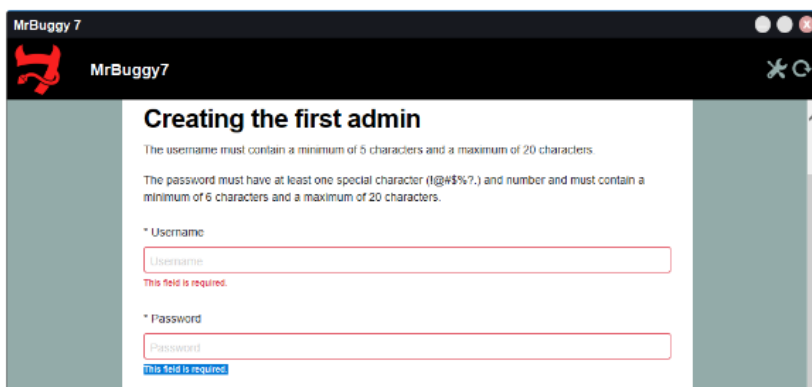 MrBuggy 7
MrBuggy7
Creating the first admin
The username must contain a minimum of 5 characters and a maximum of 20 characters.
The password must have at least one special character (!@#$%?.) and number and must contain a
minimum of 6 characters and a maximum of 20 characters.
* Username
Username
This field is required.
* Password
Password
This field is required.